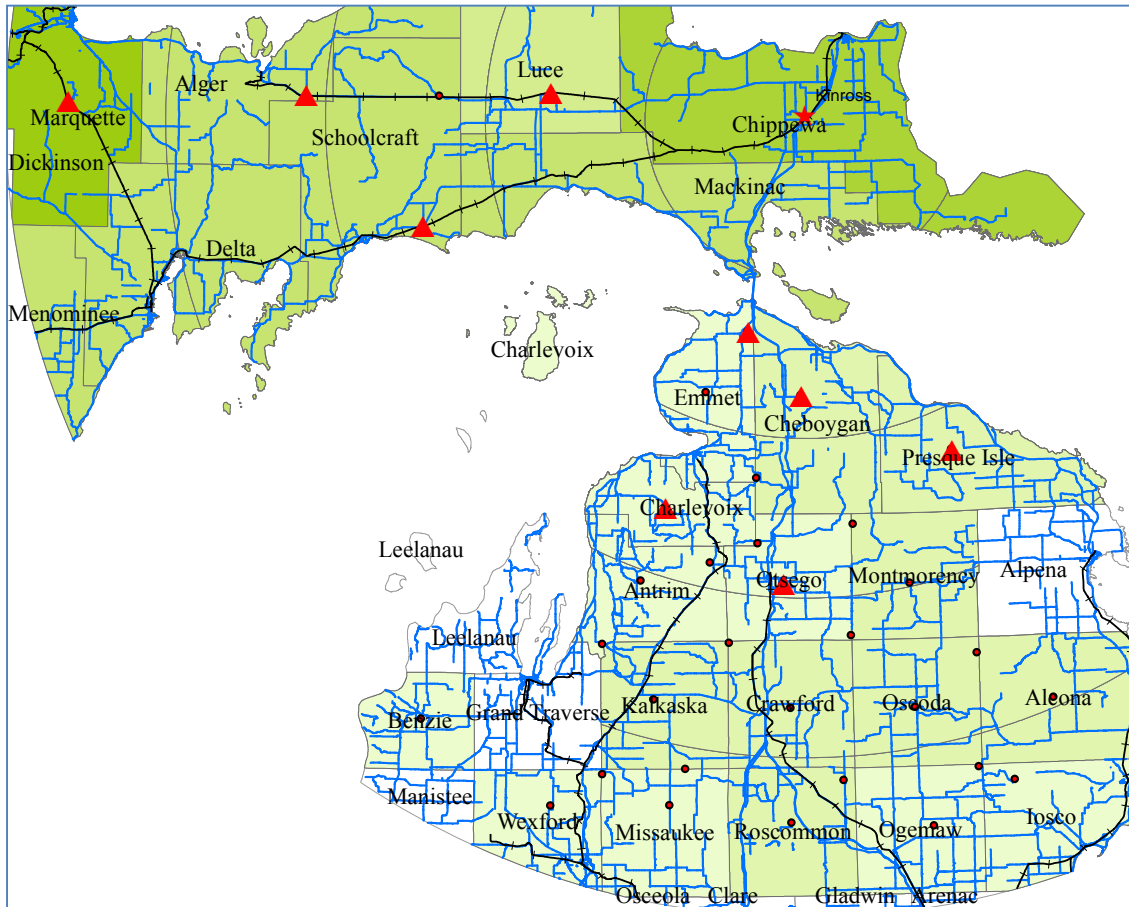 Luce
Alger
Kinross
Marquette
Chippewa
Schoolcraft
Dickinson
Mackinac
Delta
Menominee
Charlevoix
Emmet
Cheboygan
Presque Isle
Charlevoix
Leelanau
Alpena
Otsego
Montmorency
Antrim
Leelanau
Alcona
Kalkaska
Crawford
Oscoda
Benzie
Grand Traverse
Manistee
Iosco
Wexford
Missaukee
Roscommon
Ogemaw
Osceola
Clare
Gladwin
Arenac